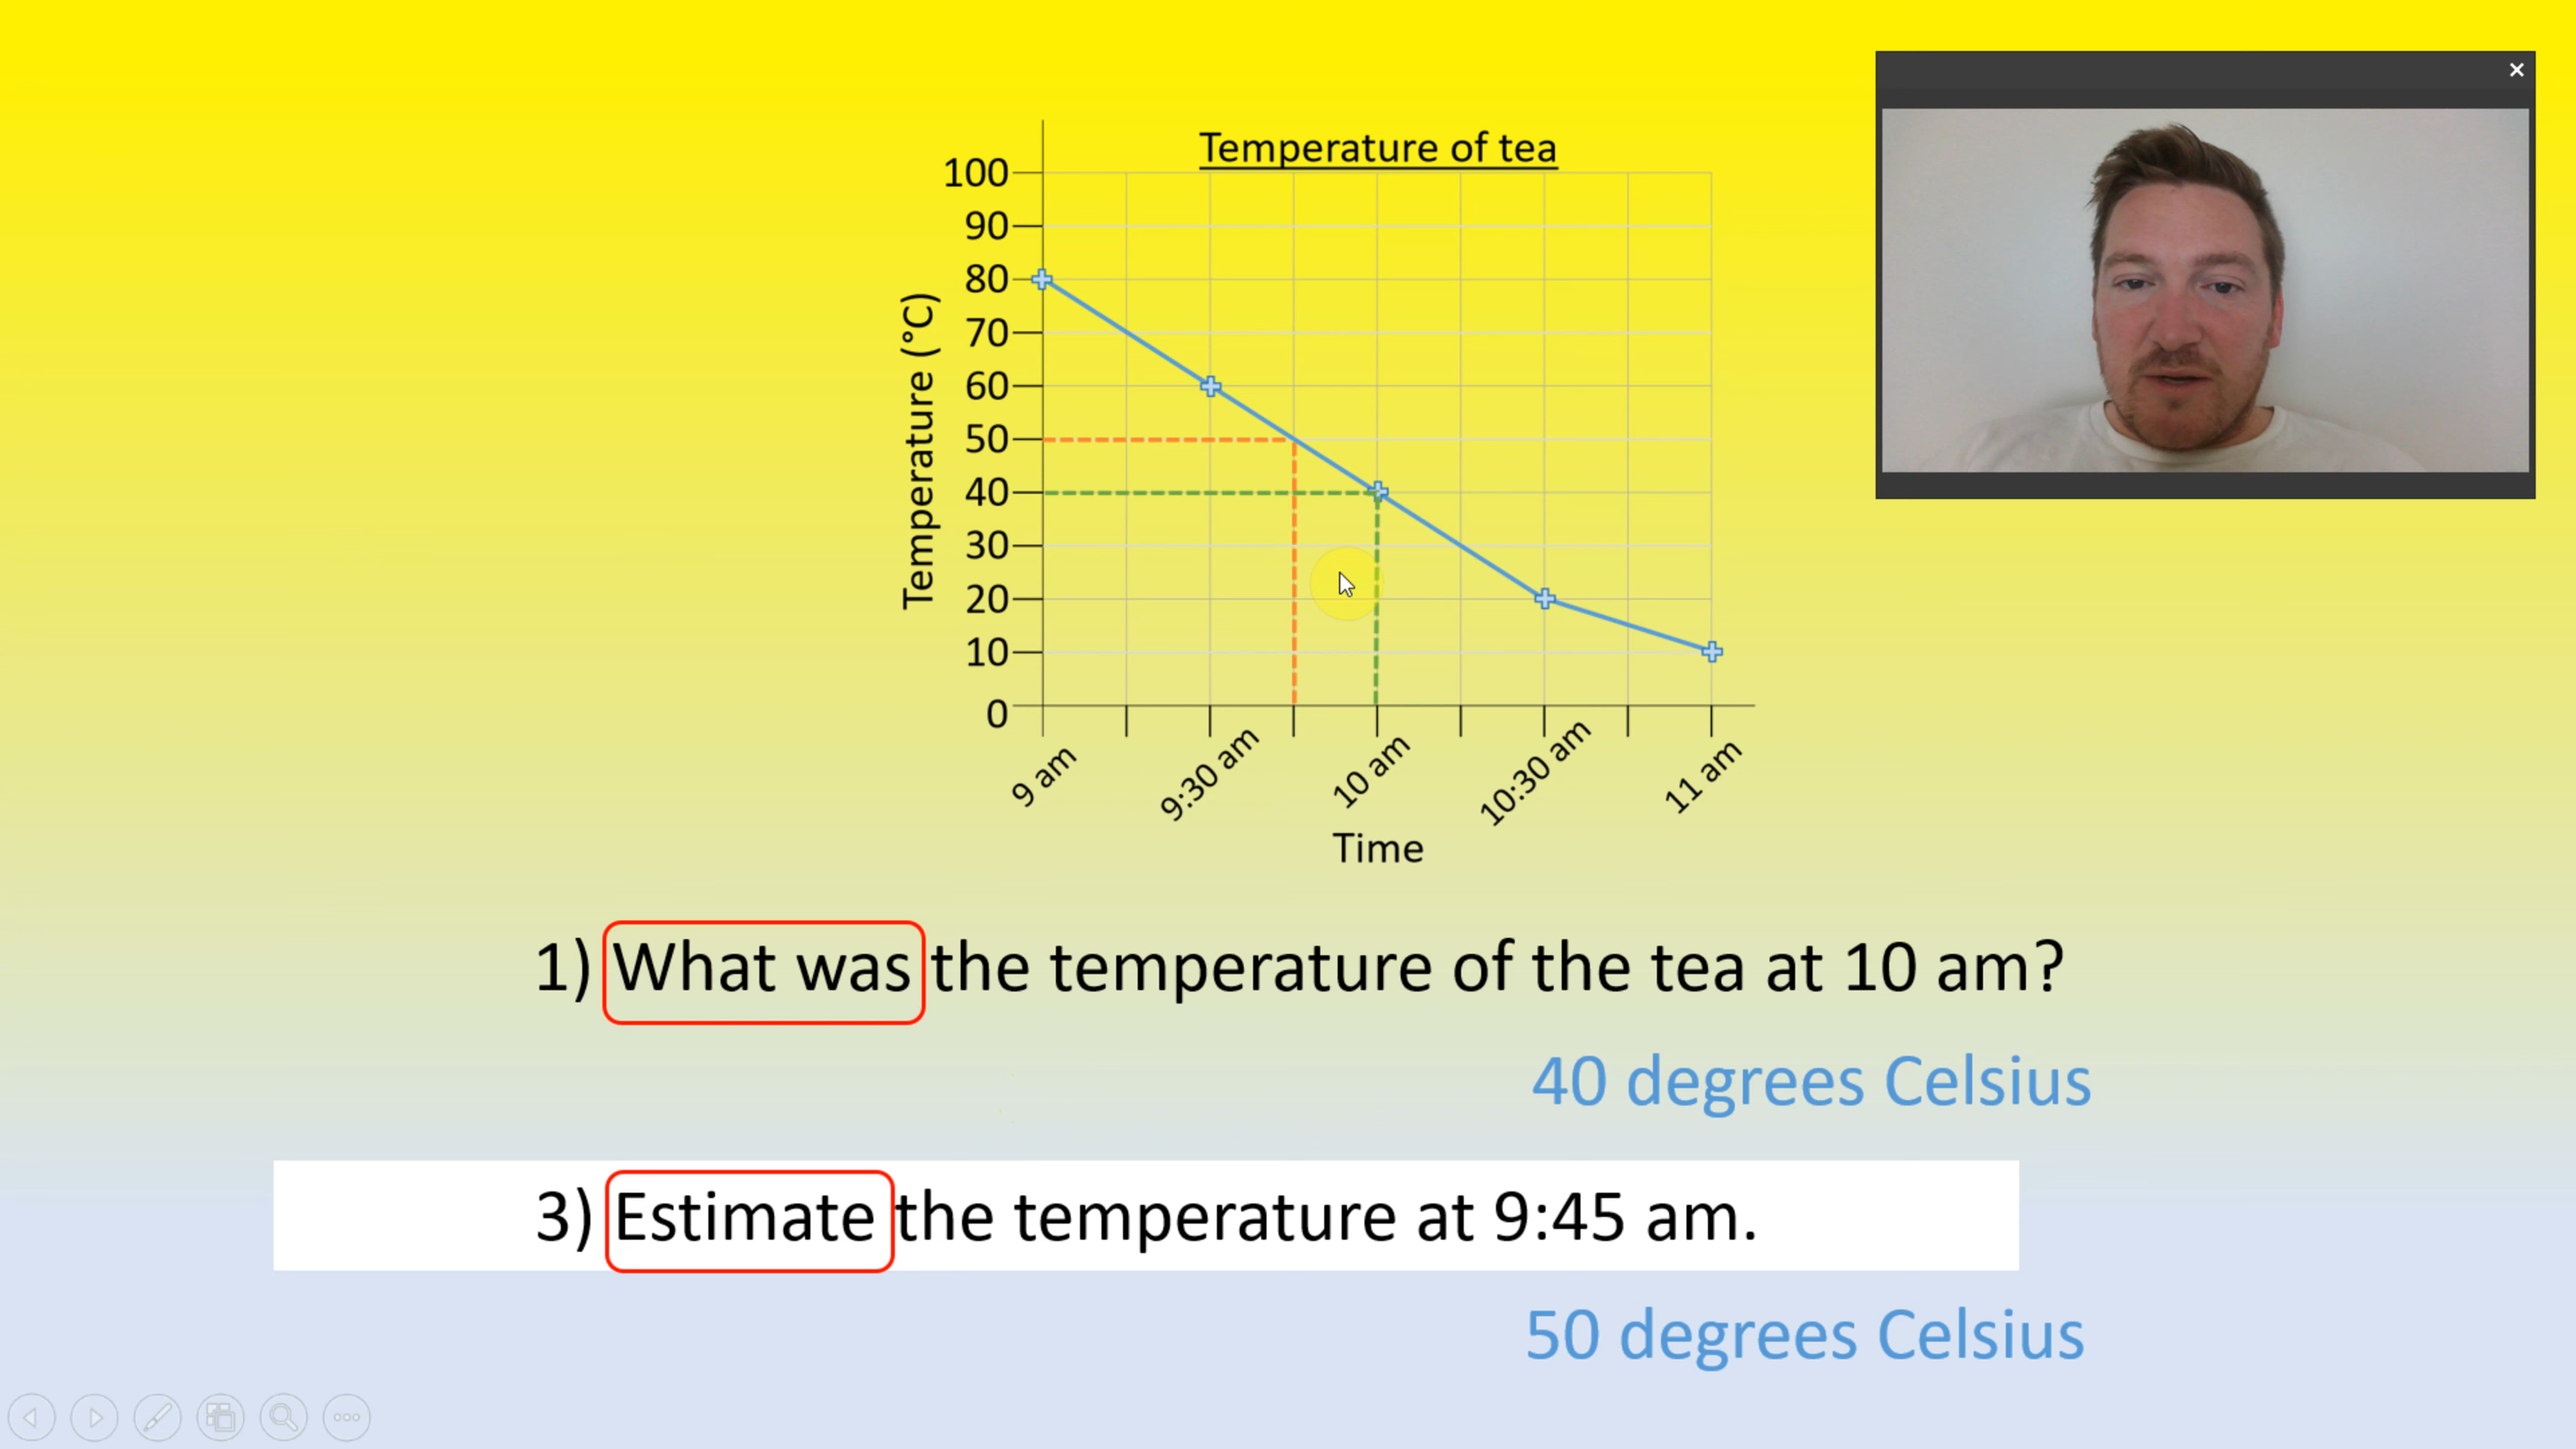 Temperature of tea
100
90
80
70
60
50
40
30
20
10
0
Temperature (°C)
9 am
9:30 am
10 am
10:30 am
11 am
Time
1) What was the temperature of the tea at 10 am?
40 degrees Celsius
3) Estimate the temperature at 9:45 am.
50 degrees Celsius